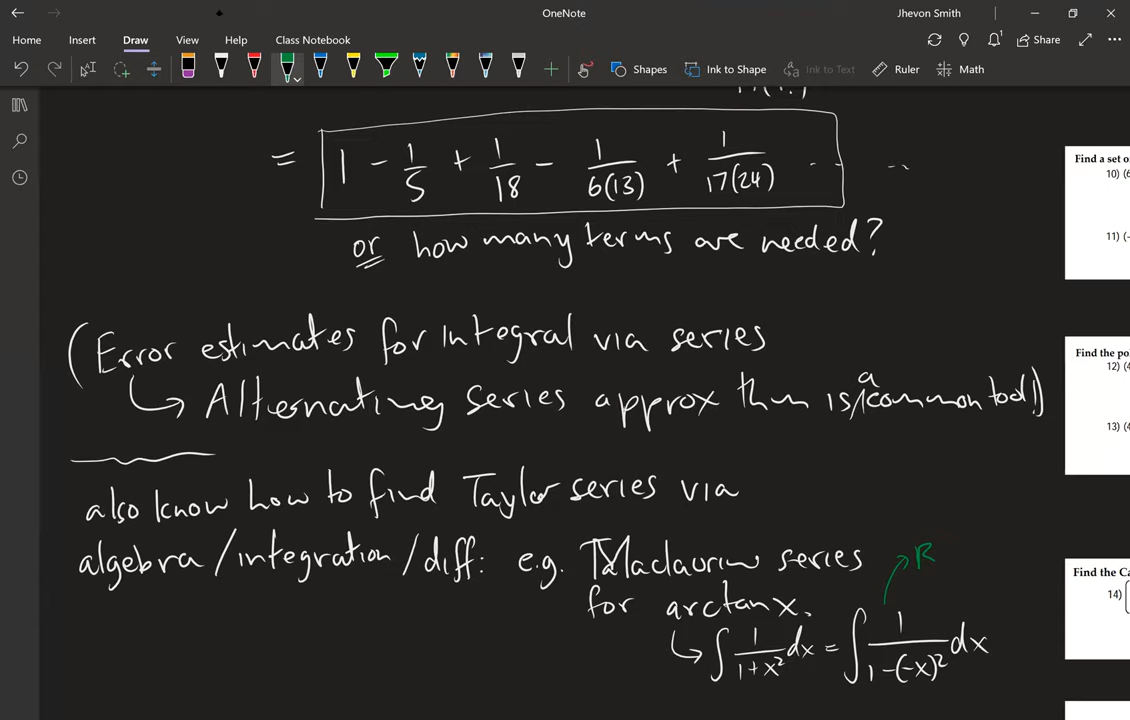 OneNote
Jhevon Smith
Home Insert Draw View Help Class Notebook
Share
Shapes Ink to Shape Ink to Text Ruler Math
= 1 - 1/5 + 1/18 - 1/6(13) + 1/17(24) ... ..
or how many terms are needed?
(Error estimates for integral via series
↳ Alternating series approx thm is a common tool!)
also know how to find Taylor series via
algebra/integration/diff: e.g. Maclaurin series
for arctan x.
↳ ∫ 1/(1+x²) dx = ∫ 1/(1-(-x)²) dx
R
Find a set o
10) (6
11) (-
Find the po
12) (4
13) (4
Find the Ca
14)